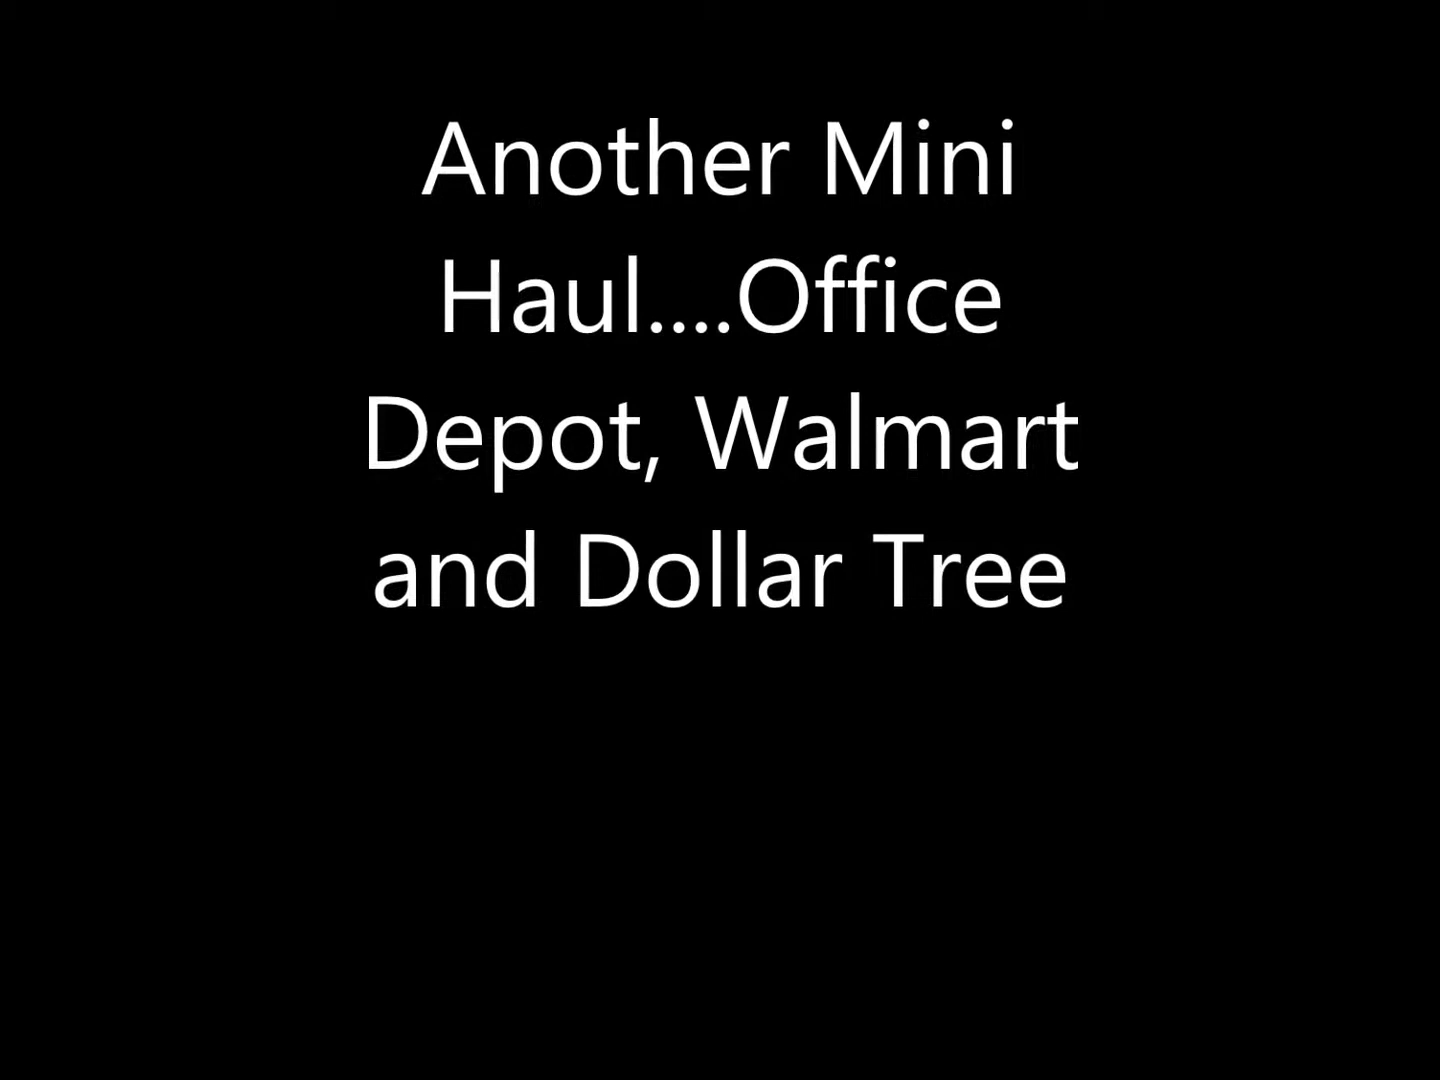 Another Mini
Haul....Office
Depot, Walmart
and Dollar Tree